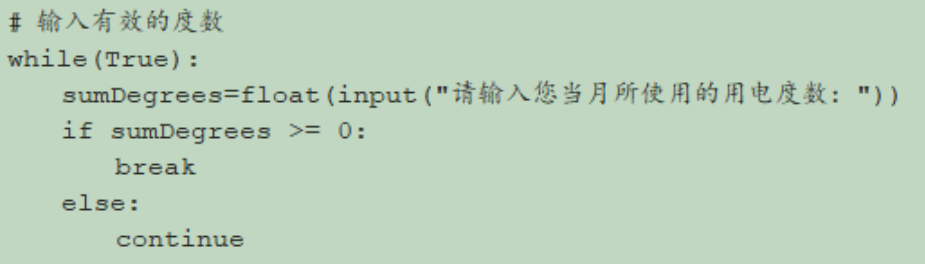 # 输入有效的度数
while(True):
    sumDegrees=float(input("请输入您当月所使用的用电度数: "))
    if sumDegrees >= 0:
        break
    else:
        continue